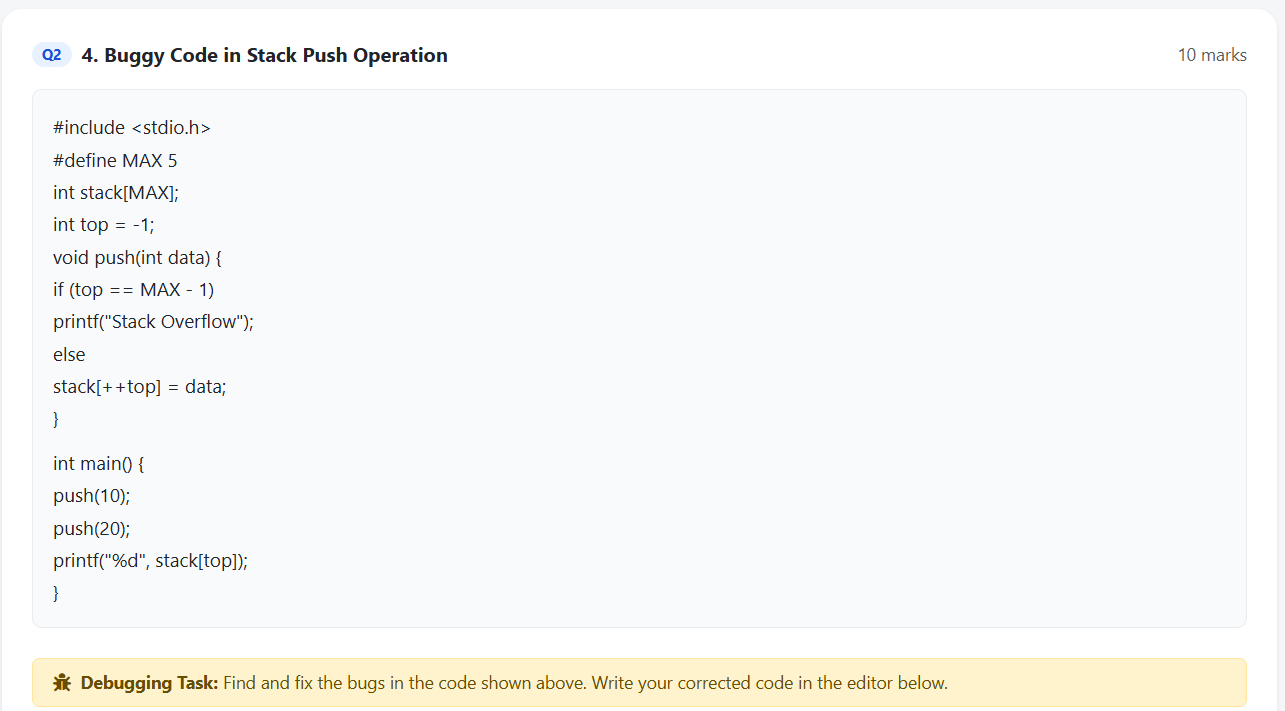 Q2 4. Buggy Code in Stack Push Operation 10 marks
#include <stdio.h>
#define MAX 5
int stack[MAX];
int top = -1;
void push(int data) {
if (top == MAX - 1)
printf("Stack Overflow");
else
stack[++top] = data;
}
int main() {
push(10);
push(20);
printf("%d", stack[top]);
}
Debugging Task: Find and fix the bugs in the code shown above. Write your corrected code in the editor below.